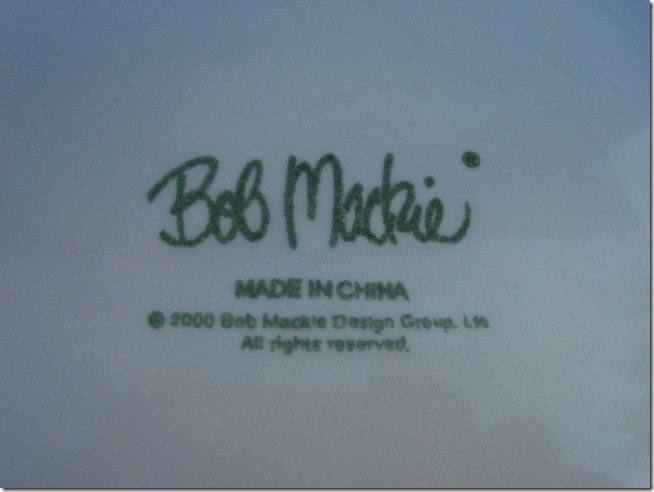 Bob Mackie
MADE IN CHINA
© 2000 Bob Mackie Design Group, Ltd
All rights reserved.